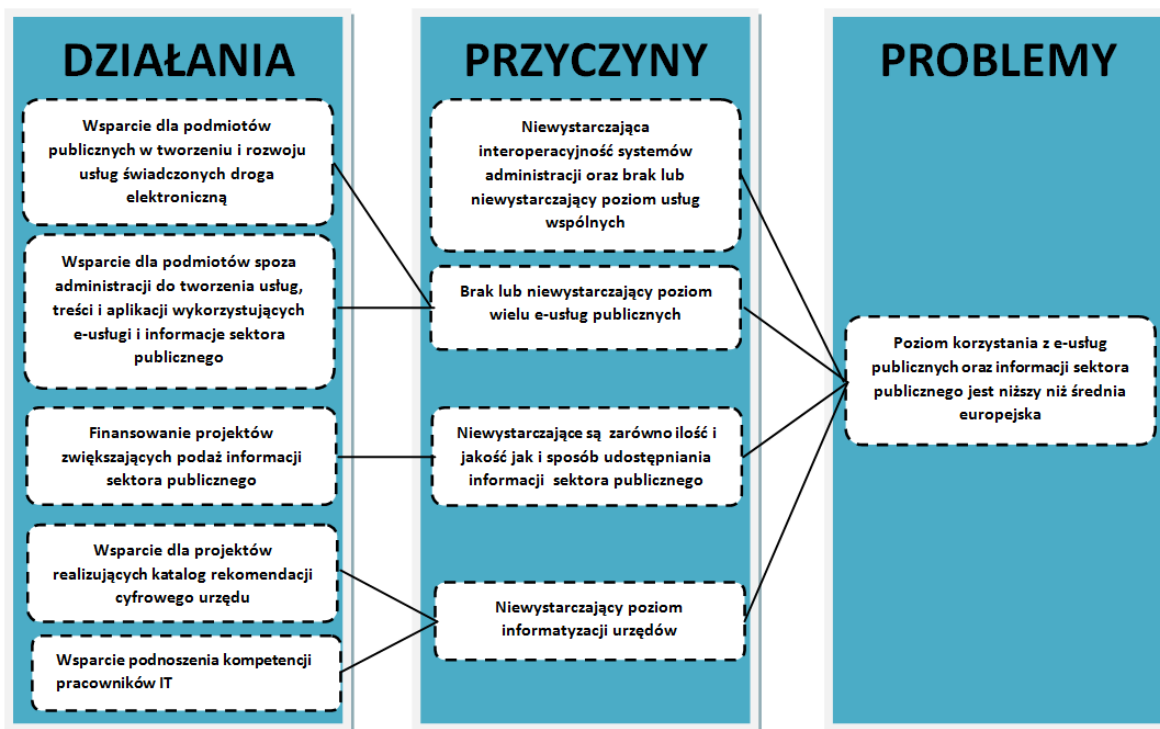 DZIAŁANIA
Wsparcie dla podmiotów
publicznych w tworzeniu i rozwoju
usług świadczonych droga
elektroniczną
Wsparcie dla podmiotów spoza
administracji do tworzenia usług,
treści i aplikacji wykorzystujących
e-usługi i informacje sektora
publicznego
Finansowanie projektów
zwiększających podaż informacji
sektora publicznego
Wsparcie dla projektów
realizujących katalog rekomendacji
cyfrowego urzędu
Wsparcie podnoszenia kompetencji
pracowników IT
PRZYCZYNY
Niewystarczająca
interoperacyjność systemów
administracji oraz brak lub
niewystarczający poziom usług
wspólnych
Brak lub niewystarczający poziom
wielu e-usług publicznych
Niewystarczające są zarówno ilość i
jakość jak i sposób udostępniania
informacji sektora publicznego
Niewystarczający poziom
informatyzacji urzędów
PROBLEMY
Poziom korzystania z e-usług
publicznych oraz informacji sektora
publicznego jest niższy niż średnia
europejska